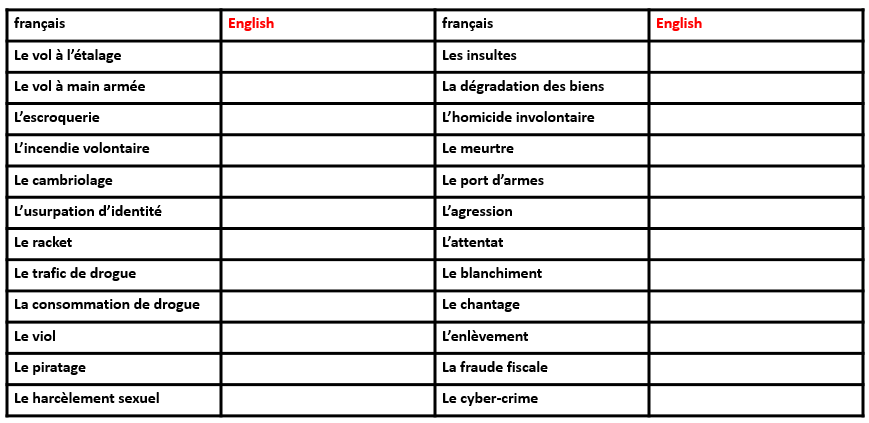 français English français English
Le vol à l’étalage Les insultes
Le vol à main armée La dégradation des biens
L’escroquerie L’homicide involontaire
L’incendie volontaire Le meurtre
Le cambriolage Le port d’armes
L’usurpation d’identité L’agression
Le racket L’attentat
Le trafic de drogue Le blanchiment
La consommation de drogue Le chantage
Le viol L’enlèvement
Le piratage La fraude fiscale
Le harcèlement sexuel Le cyber-crime